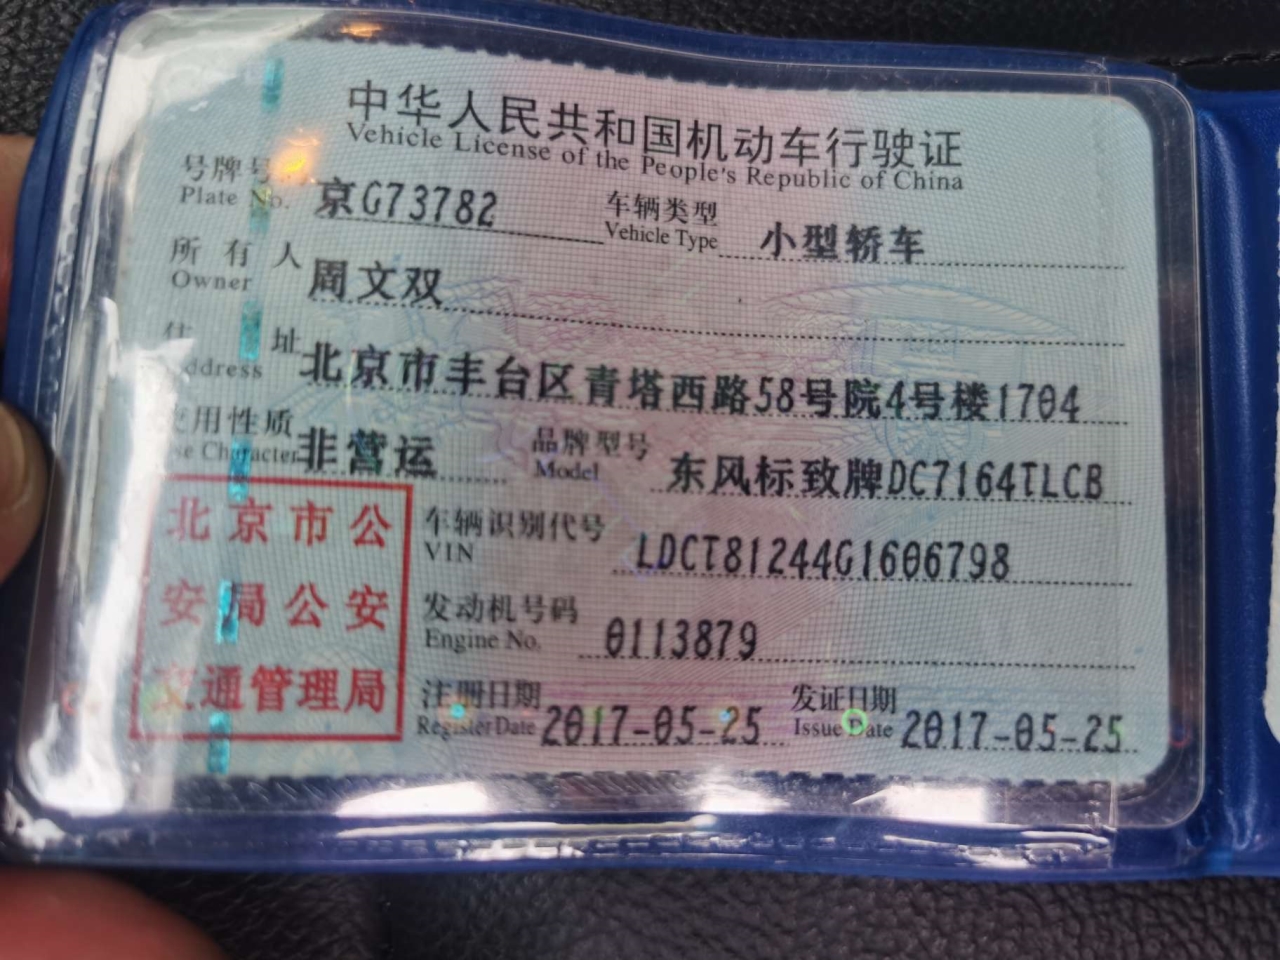 中华人民共和国机动车行驶证
Vehicle License of the People's Republic of China
号牌号 京G73782 车辆类型 小型轿车
Plate No. Vehicle Type
所有人 周文双
Owner
住址 北京市丰台区青塔西路58号院4号楼1704
ddress
使用性质 非营运 品牌型号 东风标致牌DC7164TLCB
se Character Model
北京市公
安局公安
交通管理局
车辆识别代号 LDCT81244G1606798
VIN
发动机号码 0113879
Engine No.
注册日期 2017-05-25 发证日期 2017-05-25
Register Date Issue Date